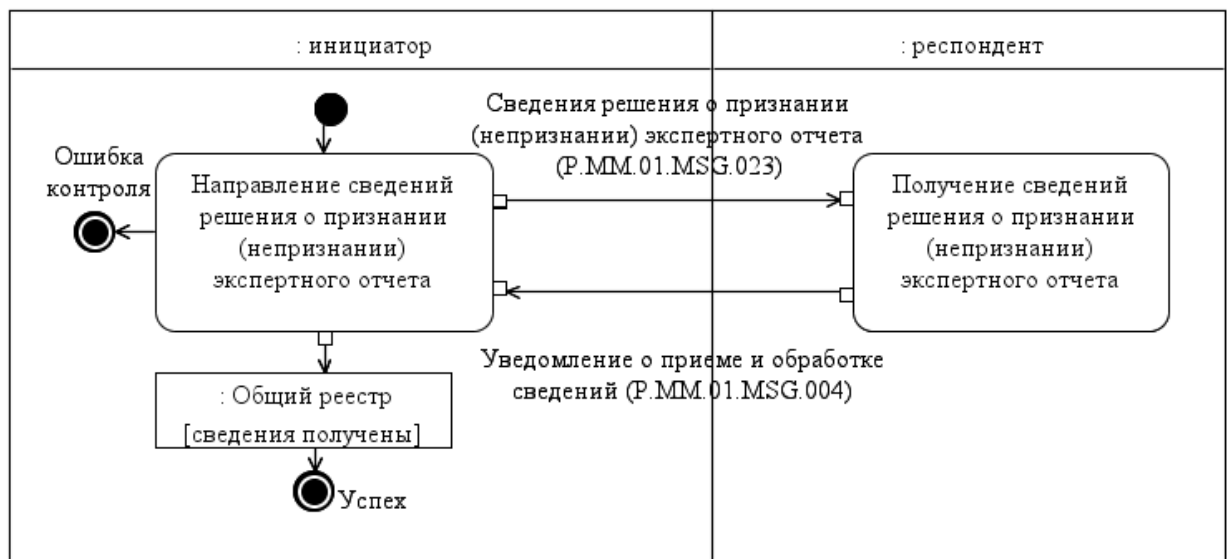 : инициатор
: респондент
Сведения решения о признании
(непризнании) экспертного отчета
(P.MM.01.MSG.023)
Ошибка
контроля
Направление сведений
решения о признании
(непризнании)
экспертного отчета
Получение сведений
решения о признании
(непризнании)
экспертного отчета
Уведомление о приеме и обработке
сведений (P.MM.01.MSG.004)
: Общий реестр
[сведения получены]
Успех